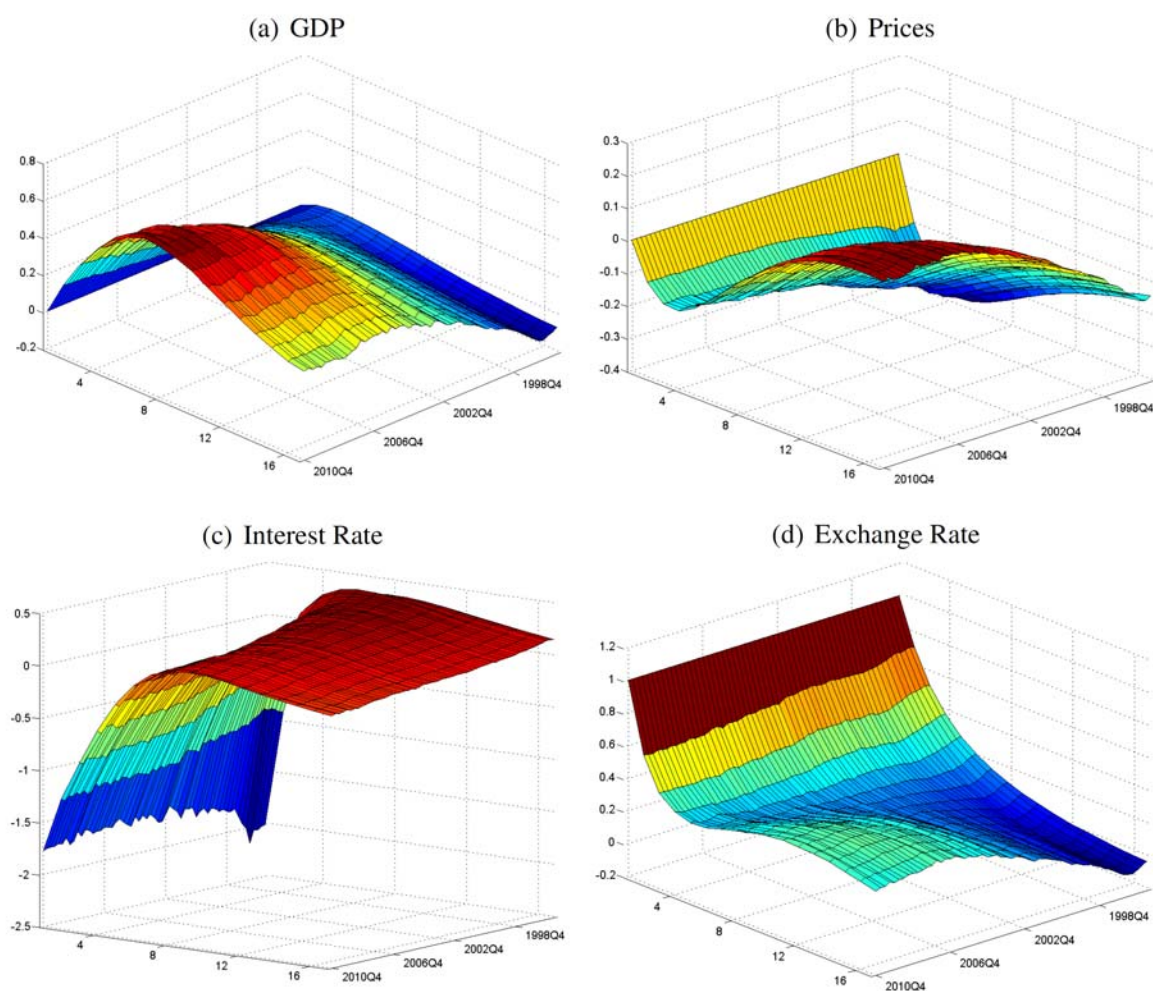 (a) GDP
0.8
0.6
0.4
0.2
0
-0.2
4
8
12
16
1998Q4
2002Q4
2006Q4
2010Q4
(b) Prices
0.3
0.2
0.1
0
-0.1
-0.2
-0.3
-0.4
4
8
12
16
1998Q4
2002Q4
2006Q4
2010Q4
(c) Interest Rate
0.5
0
-0.5
-1
-1.5
-2
-2.5
4
8
12
16
1998Q4
2002Q4
2006Q4
2010Q4
(d) Exchange Rate
1.2
1
0.8
0.6
0.4
0.2
0
-0.2
4
8
12
16
1998Q4
2002Q4
2006Q4
2010Q4